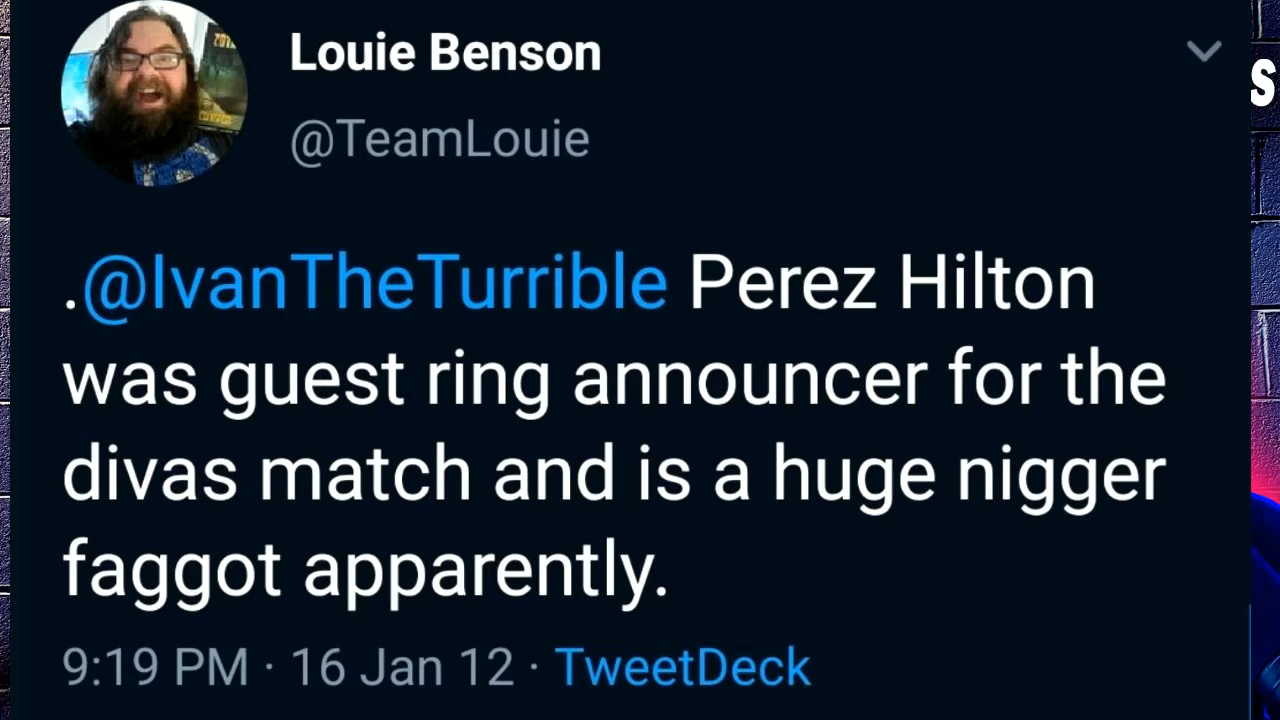 Louie Benson
@TeamLouie
.@IvanTheTurrible Perez Hilton
was guest ring announcer for the
divas match and is a huge nigger
faggot apparently.
9:19 PM · 16 Jan 12 · TweetDeck
S